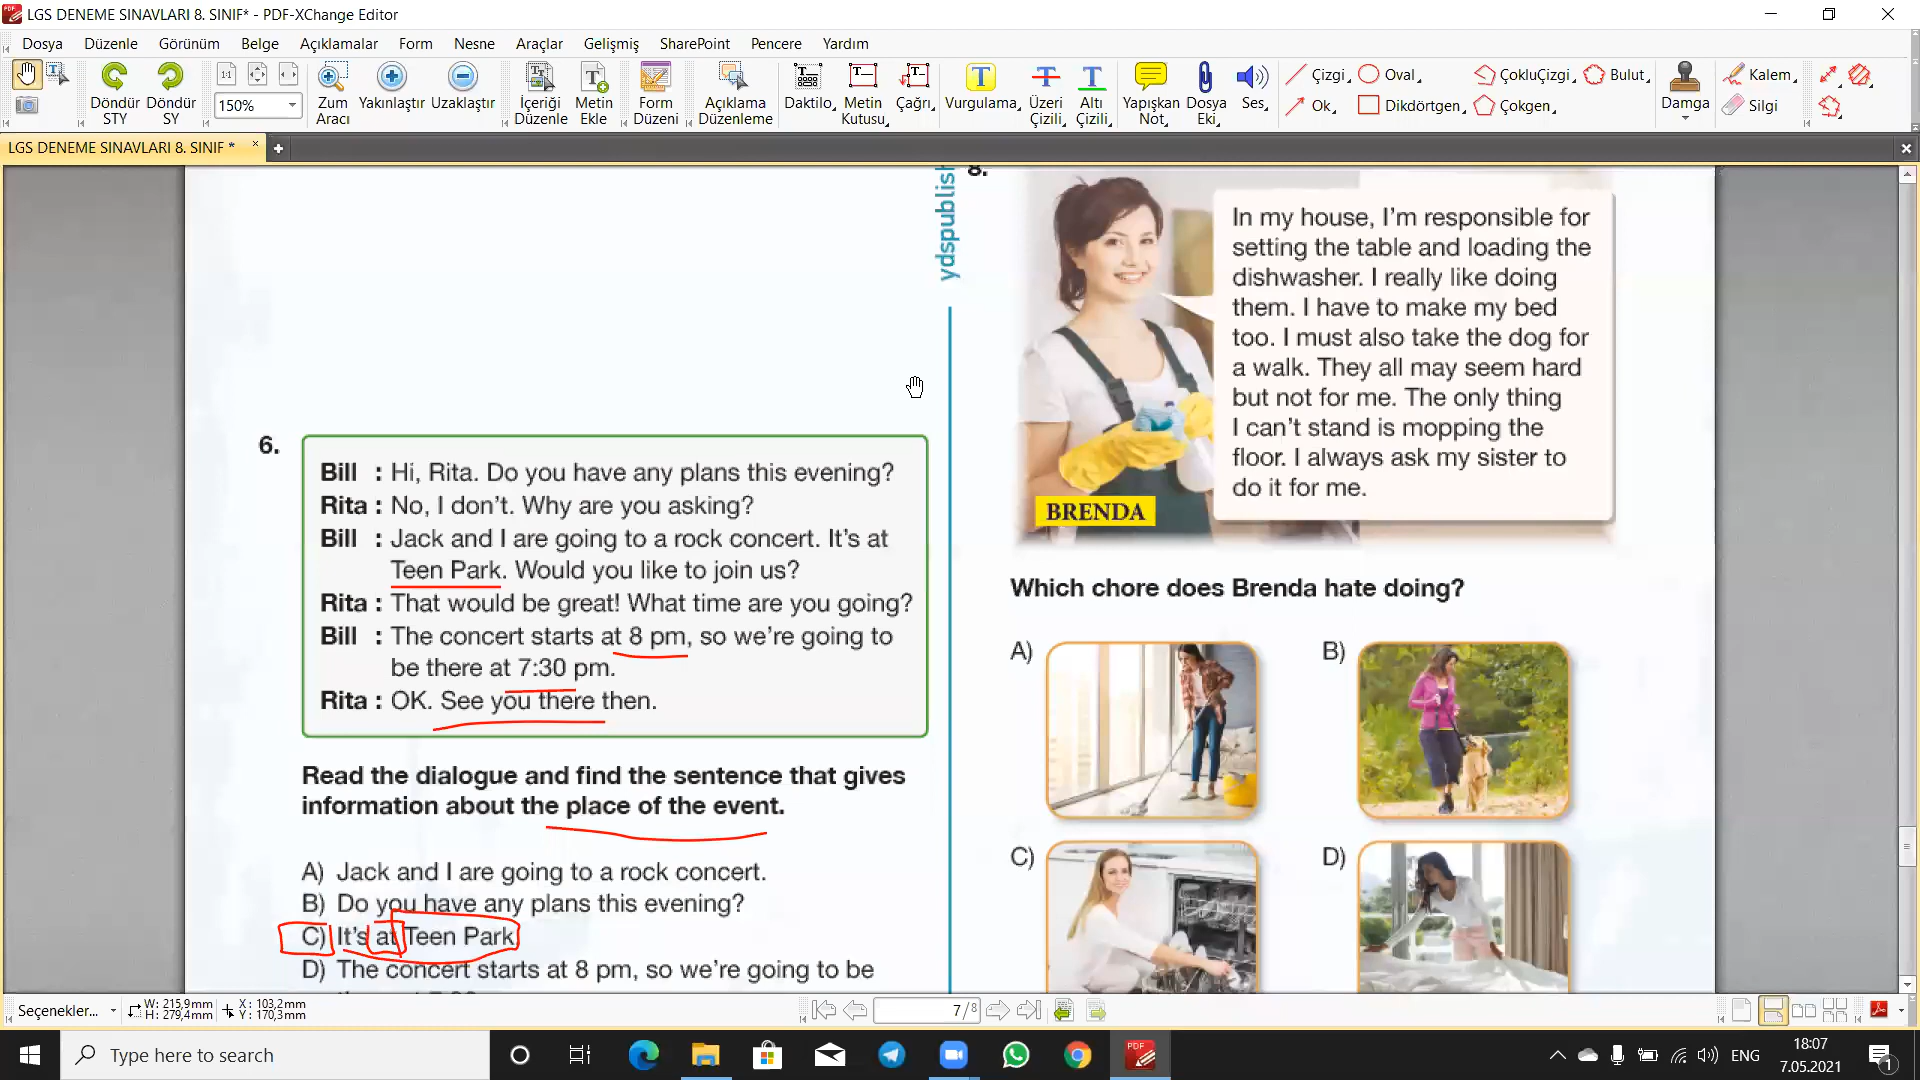 LGS DENEME SINAVLARI 8. SINIF* - PDF-XChange Editor
Dosya Düzenle Görünüm Belge Açıklamalar Form Nesne Araçlar Gelişmiş SharePoint Pencere Yardım
Döndür STY
Döndür SY
1:1
150%
Zum Aracı
Yakınlaştır
Uzaklaştır
İçeriği Düzenle
Metin Ekle
Form Düzeni
Açıklama Düzenleme
Daktilo
Metin Kutusu
Çağrı
Vurgulama
Üzeri Çizili
Altı Çizili
Yapışkan Not
Dosya Eki
Ses
Çizgi
Ok
Oval
Dikdörtgen
ÇokluÇizgi
Çokgen
Bulut
Damga
Kalem
Silgi
LGS DENEME SINAVLARI 8. SINIF *
6.
Bill : Hi, Rita. Do you have any plans this evening?
Rita : No, I don't. Why are you asking?
Bill : Jack and I are going to a rock concert. It's at
Teen Park. Would you like to join us?
Rita : That would be great! What time are you going?
Bill : The concert starts at 8 pm, so we're going to
be there at 7:30 pm.
Rita : OK. See you there then.
Read the dialogue and find the sentence that gives
information about the place of the event.
A) Jack and I are going to a rock concert.
B) Do you have any plans this evening?
C) It's at Teen Park
D) The concert starts at 8 pm, so we're going to be
ydspublish
8.
In my house, I'm responsible for
setting the table and loading the
dishwasher. I really like doing
them. I have to make my bed
too. I must also take the dog for
a walk. They all may seem hard
but not for me. The only thing
I can't stand is mopping the
floor. I always ask my sister to
do it for me.
BRENDA
Which chore does Brenda hate doing?
A)
B)
C)
D)
Seçenekler...
W: 215,9mm
H: 279,4mm
X : 103,2mm
Y : 170,3mm
7 / 8
Type here to search
ENG
18:07
7.05.2021
1